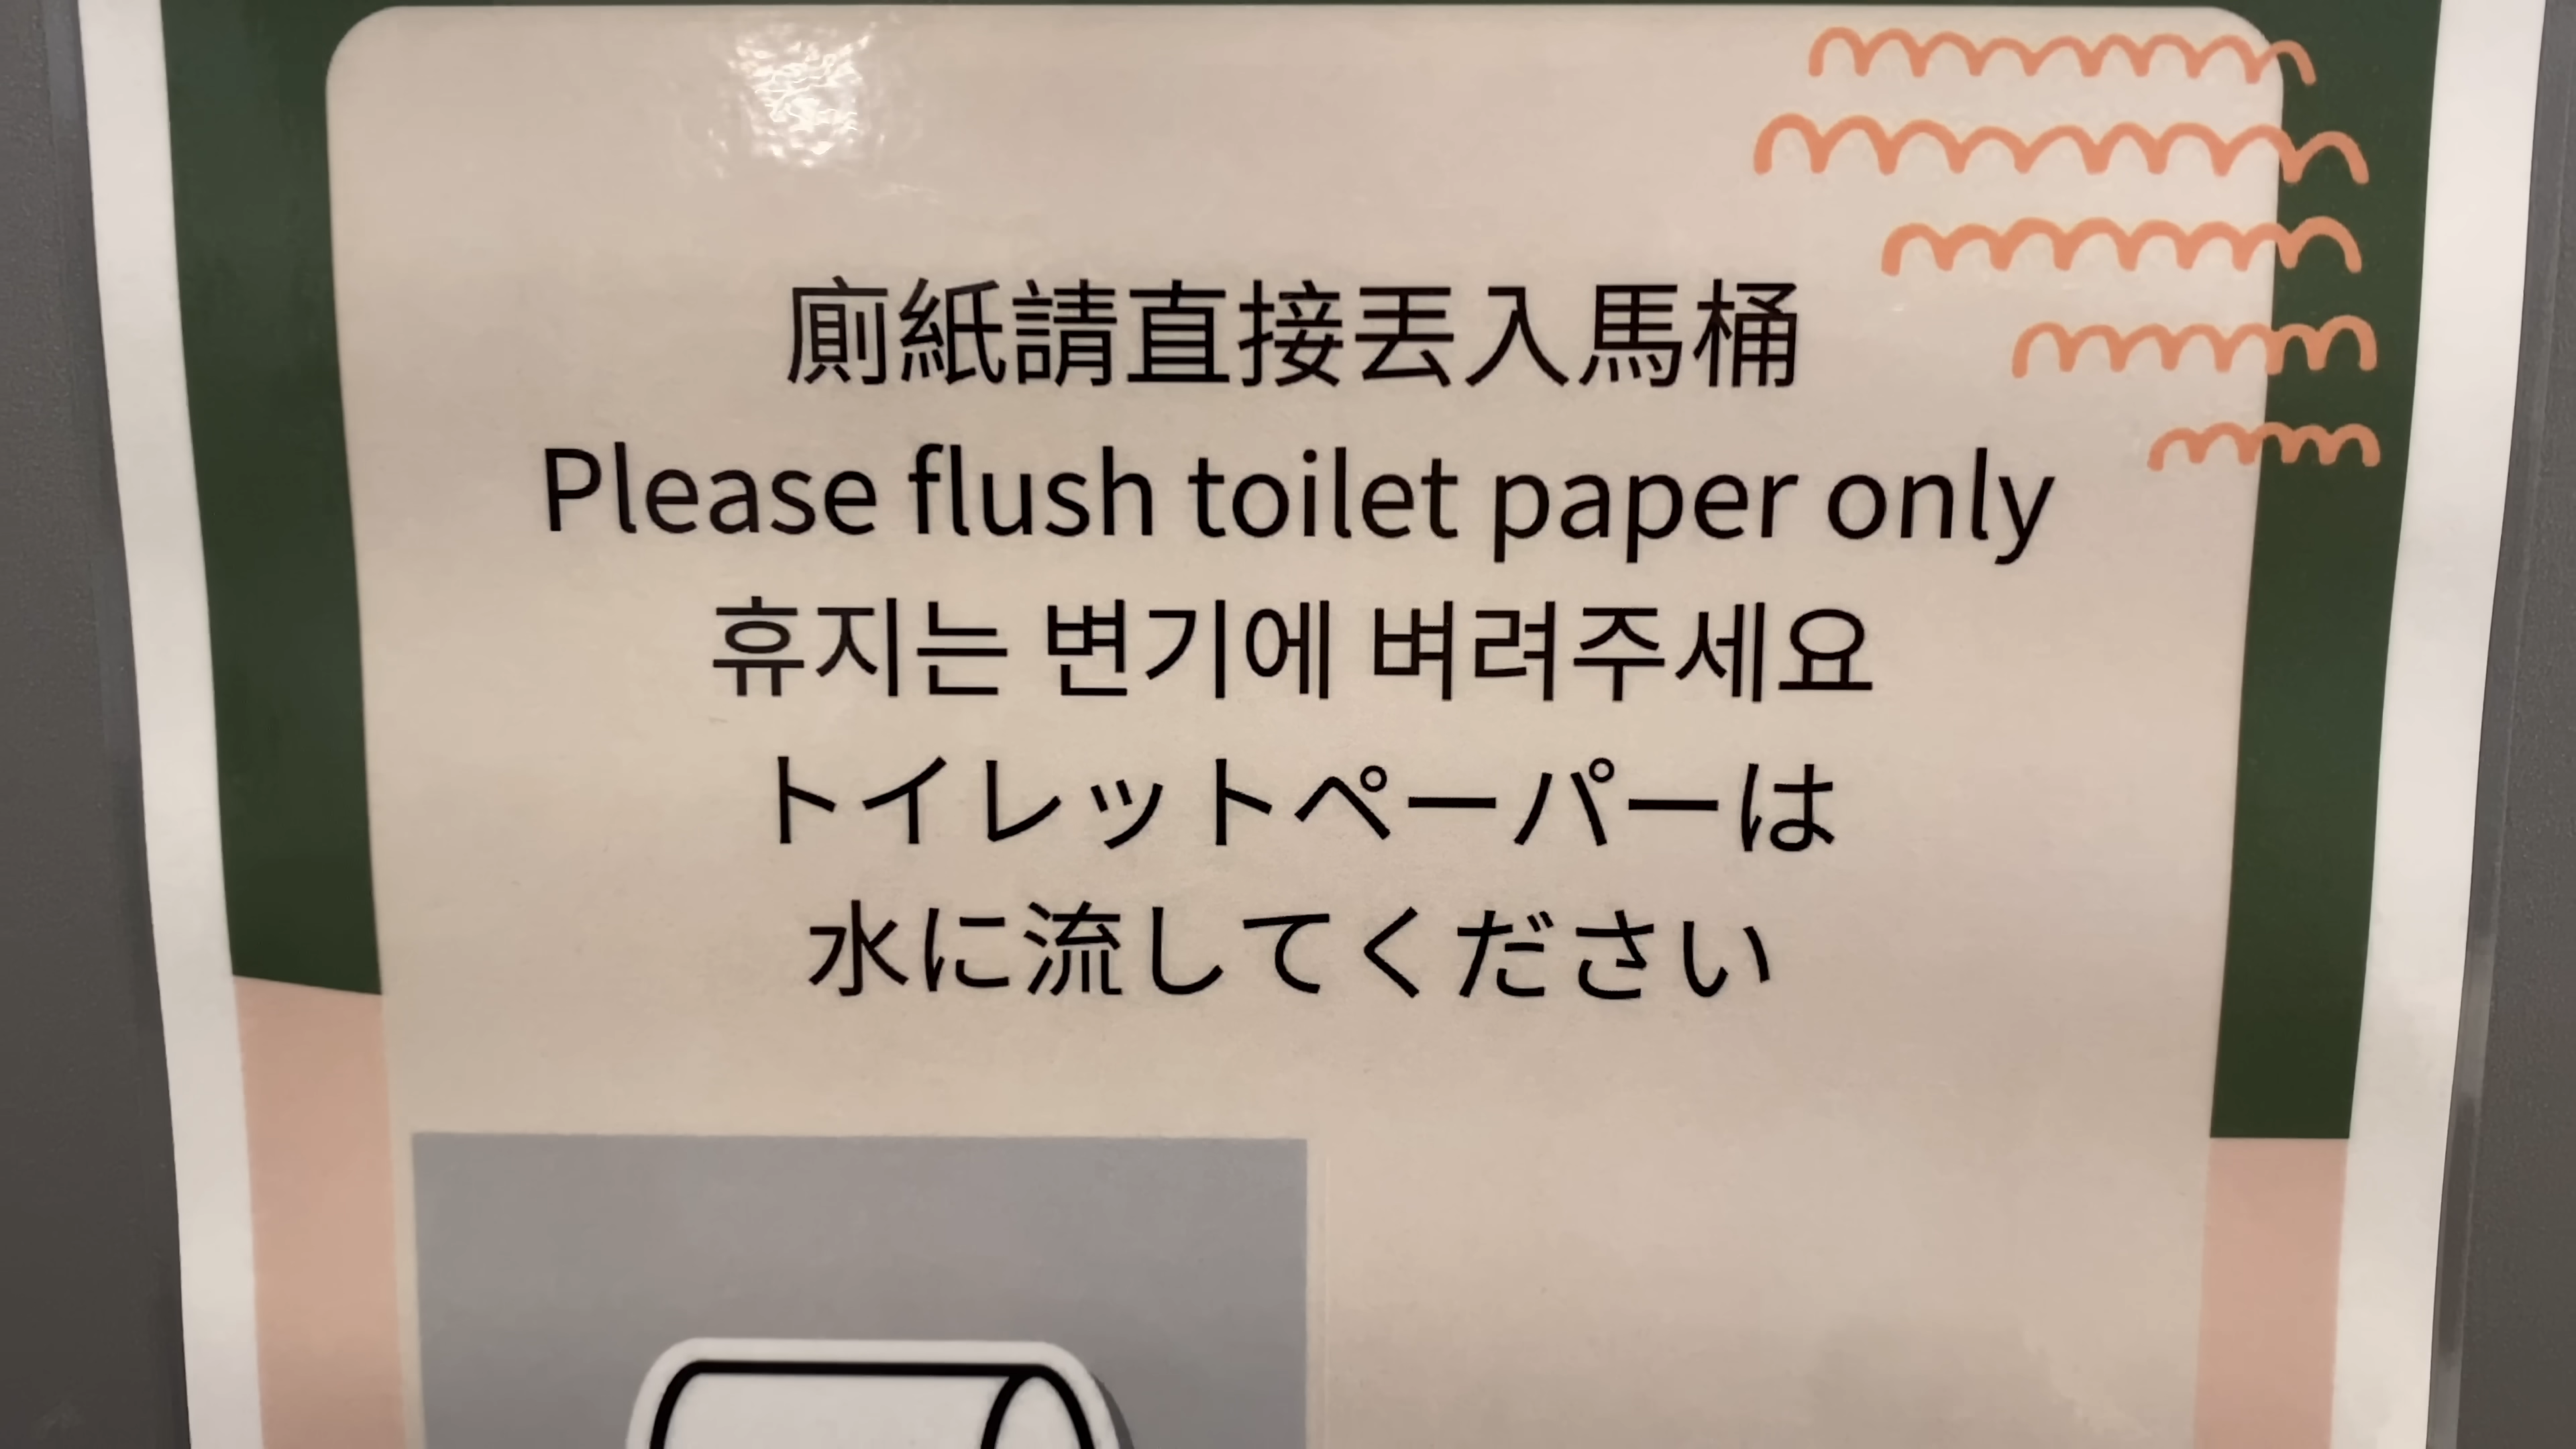 廁紙請直接丟入馬桶
Please flush toilet paper only
휴지는 변기에 벼려주세요
トイレットペーパーは
水に流してください